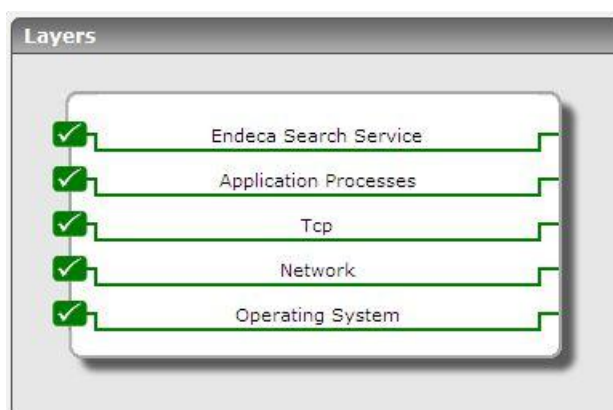 Layers
Endeca Search Service
Application Processes
Tcp
Network
Operating System